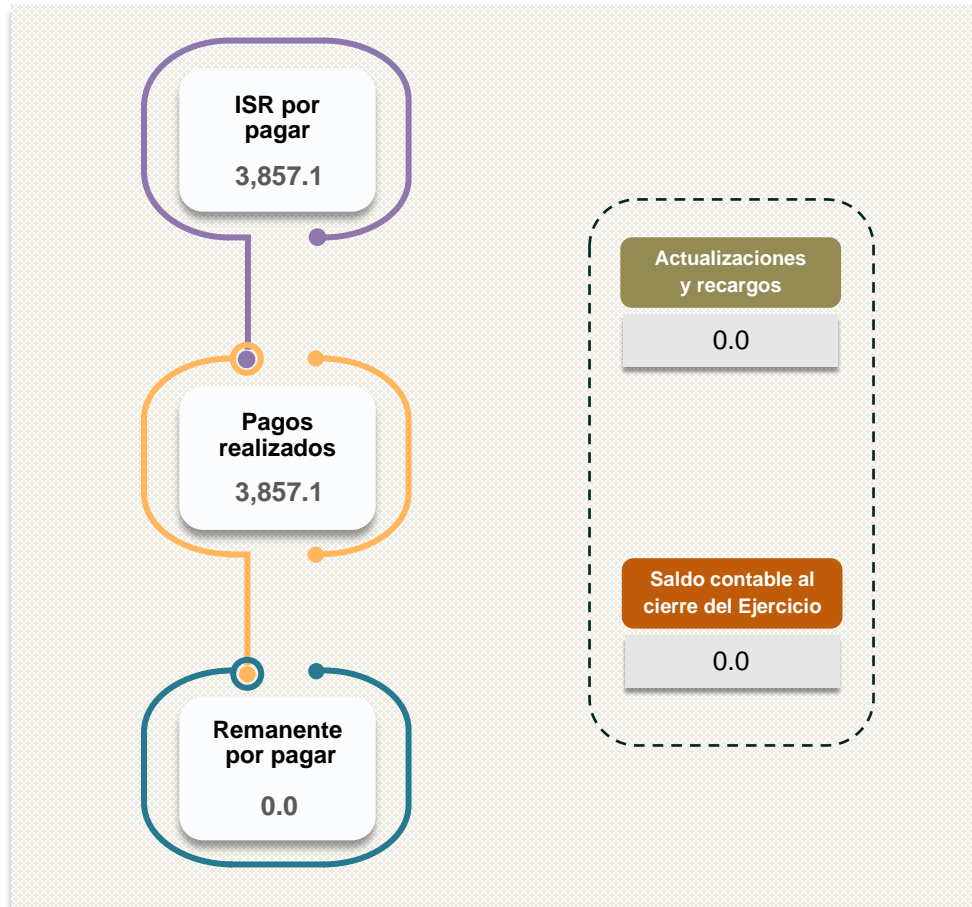 ISR por
pagar
3,857.1
Pagos
realizados
3,857.1
Remanente
por pagar
0.0
Actualizaciones
y recargos
0.0
Saldo contable al
cierre del Ejercicio
0.0